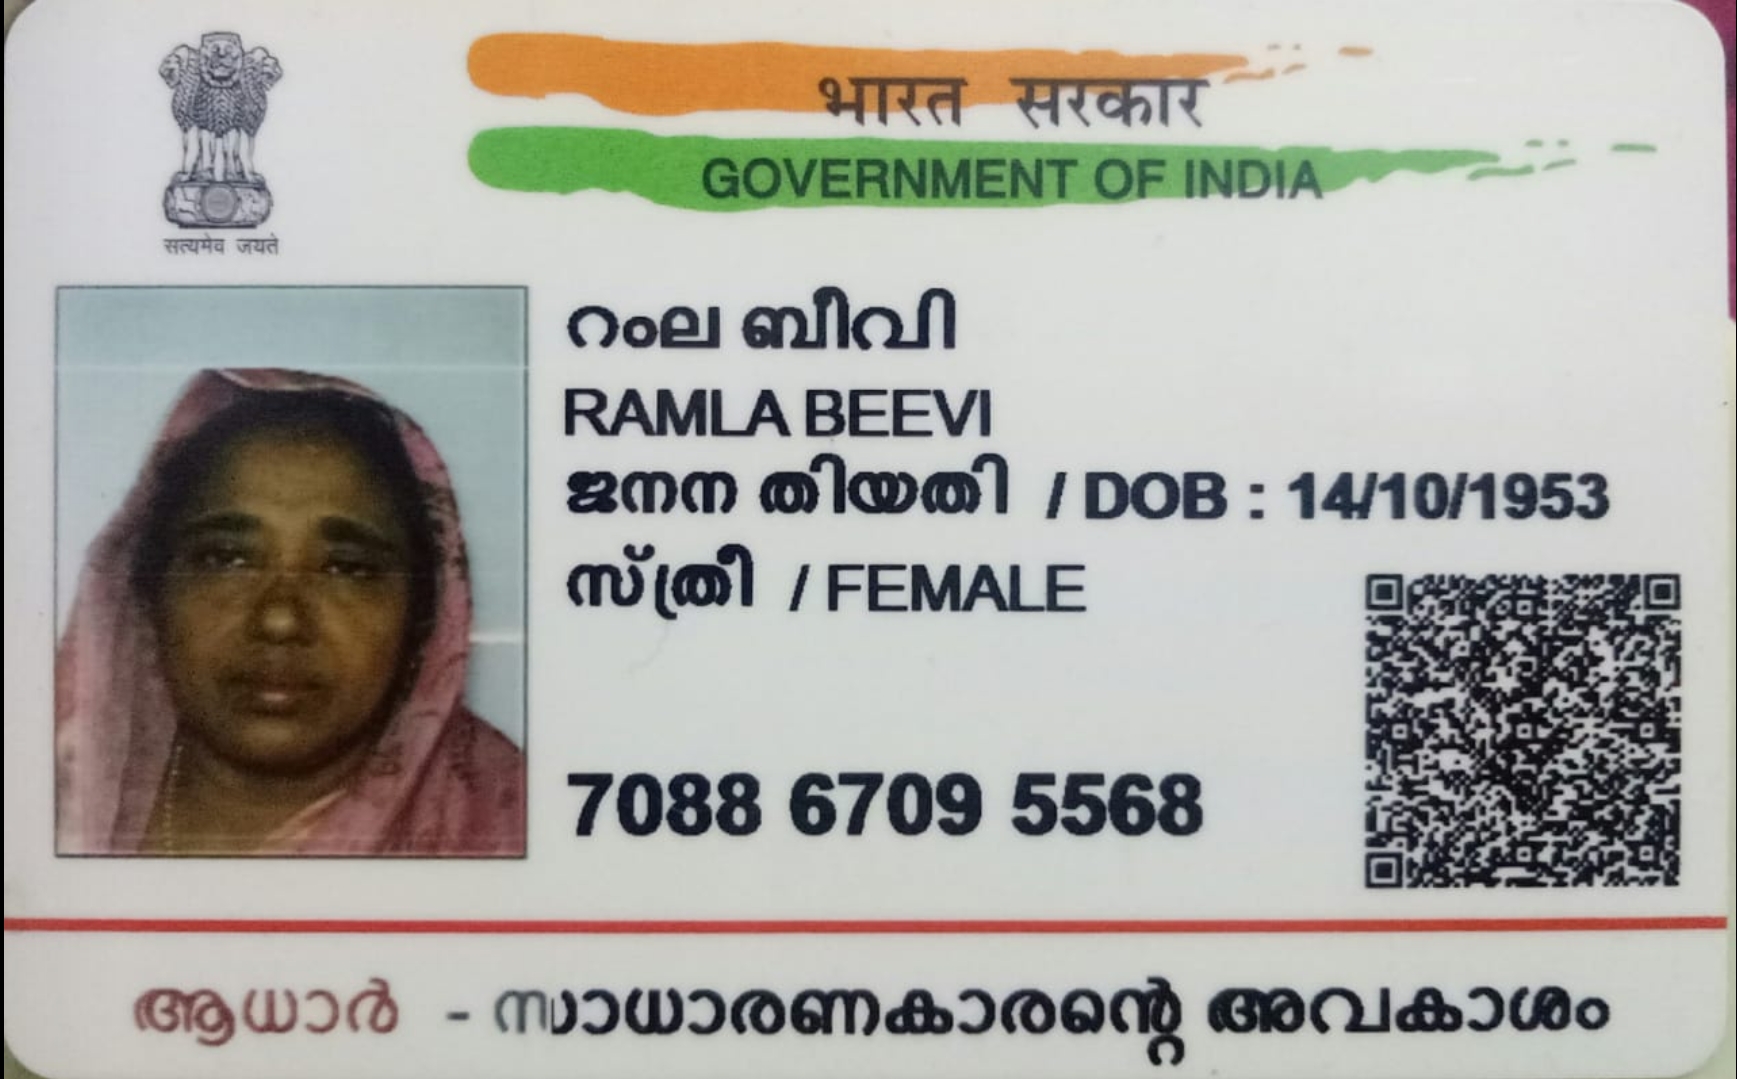 भारत सरकार
GOVERNMENT OF INDIA
सत्यमेव जयते
റംല ബീവി
RAMLA BEEVI
ജനന തിയതി / DOB : 14/10/1953
സ്ത്രീ / FEMALE
7088 6709 5568
ആധാർ - സാധാരണകാരന്റെ അവകാശം